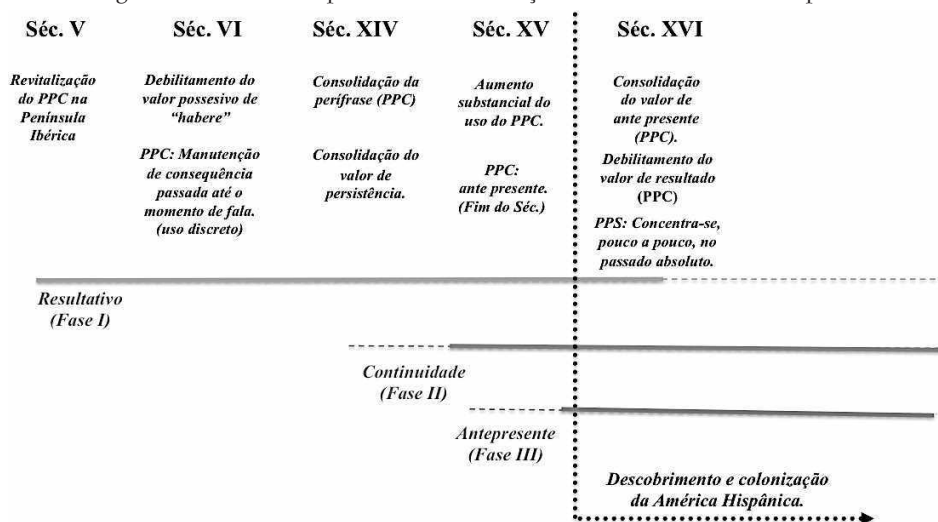 Séc. V
Séc. VI
Séc. XIV
Séc. XV
Séc. XVI
Revitalização
do PPC na
Península
Ibérica
Debilitamento do
valor possesivo de
“habere”
PPC: Manutenção
de consequência
passada até o
momento de fala.
(uso discreto)
Consolidação da
perífrase (PPC)
Consolidação do
valor de
persistência.
Aumento
substancial do
uso do PPC.
PPC:
ante presente.
(Fim do Séc.)
Consolidação
do valor de
ante presente
(PPC).
Debilitamento do
valor de resultado
(PPC)
PPS: Concentra-se,
pouco a pouco, no
passado absoluto.
Resultativo
(Fase I)
Continuidade
(Fase II)
Antepresente
(Fase III)
Descobrimento e colonização
da América Hispânica.